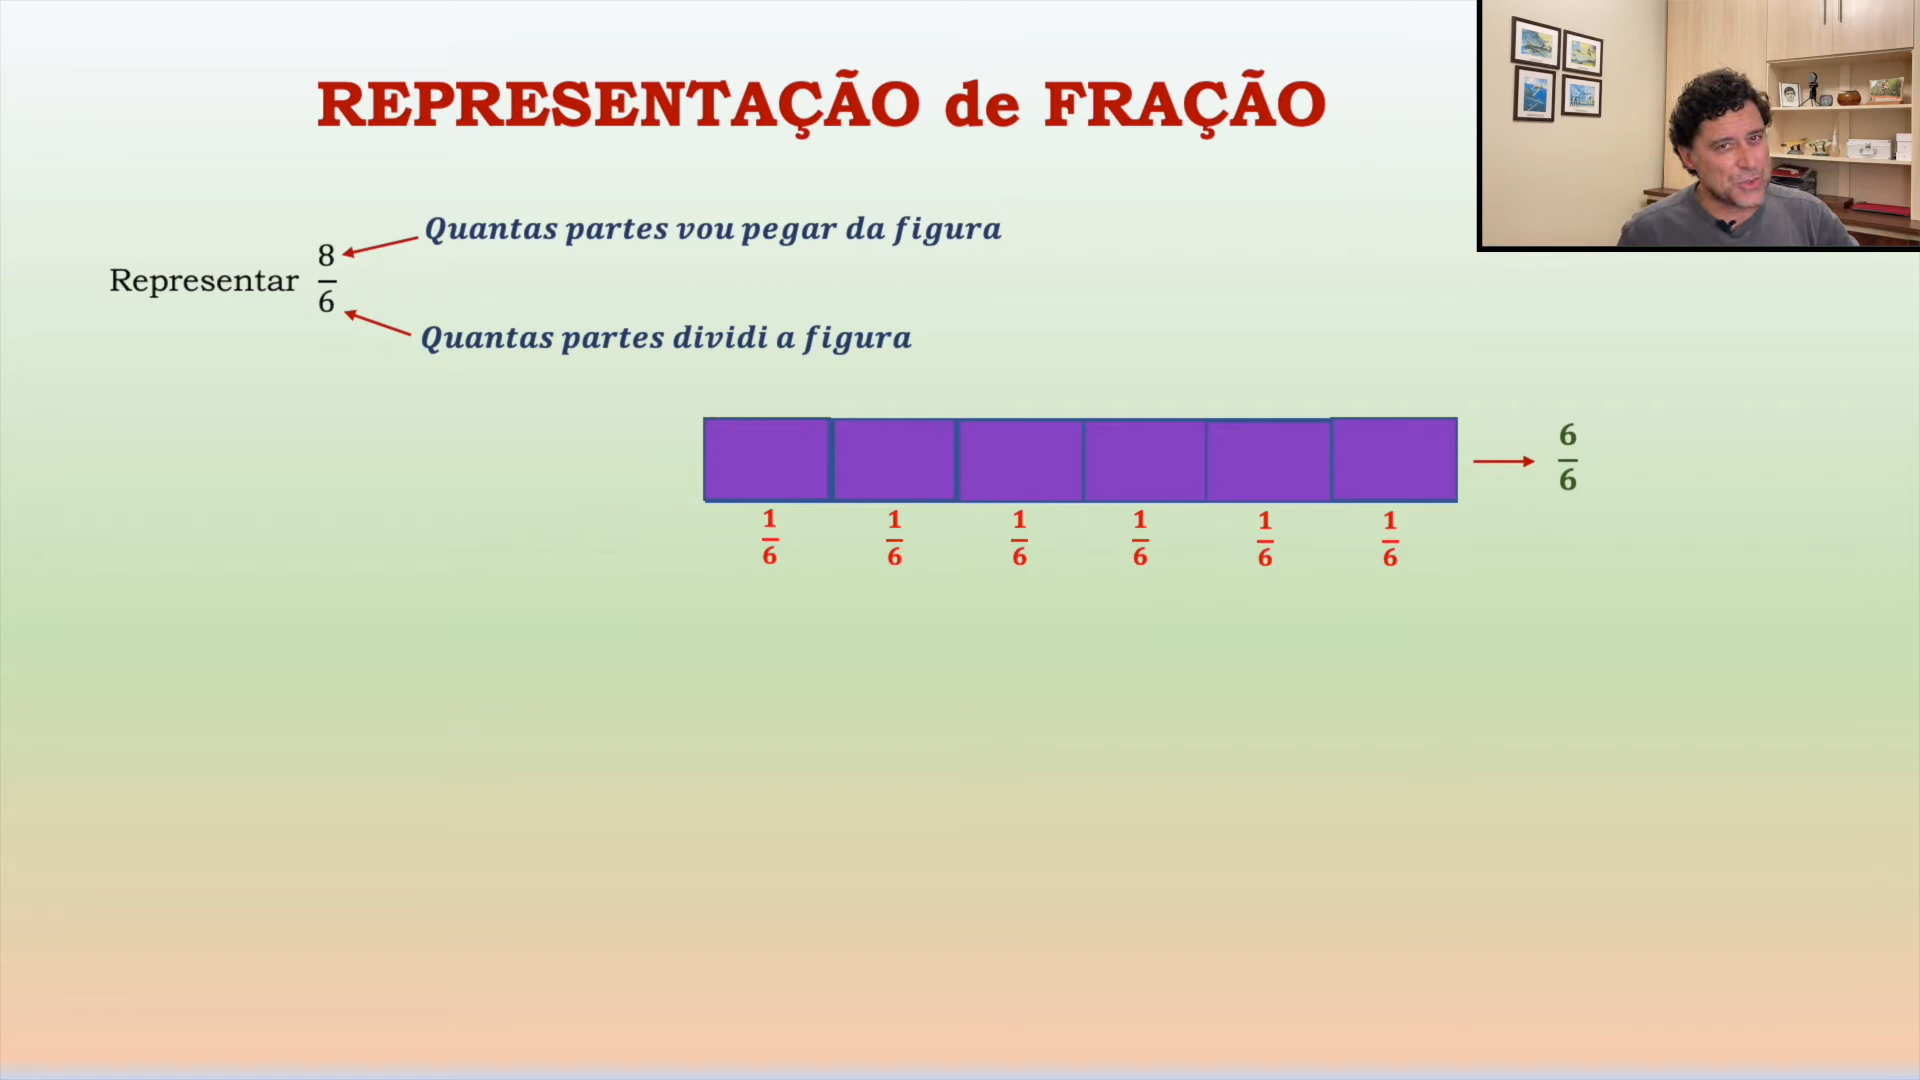 REPRESENTAÇÃO de FRAÇÃO
Quantas partes vou pegar da figura
Representar 8/6
Quantas partes dividi a figura
6/6
1/6 1/6 1/6 1/6 1/6 1/6